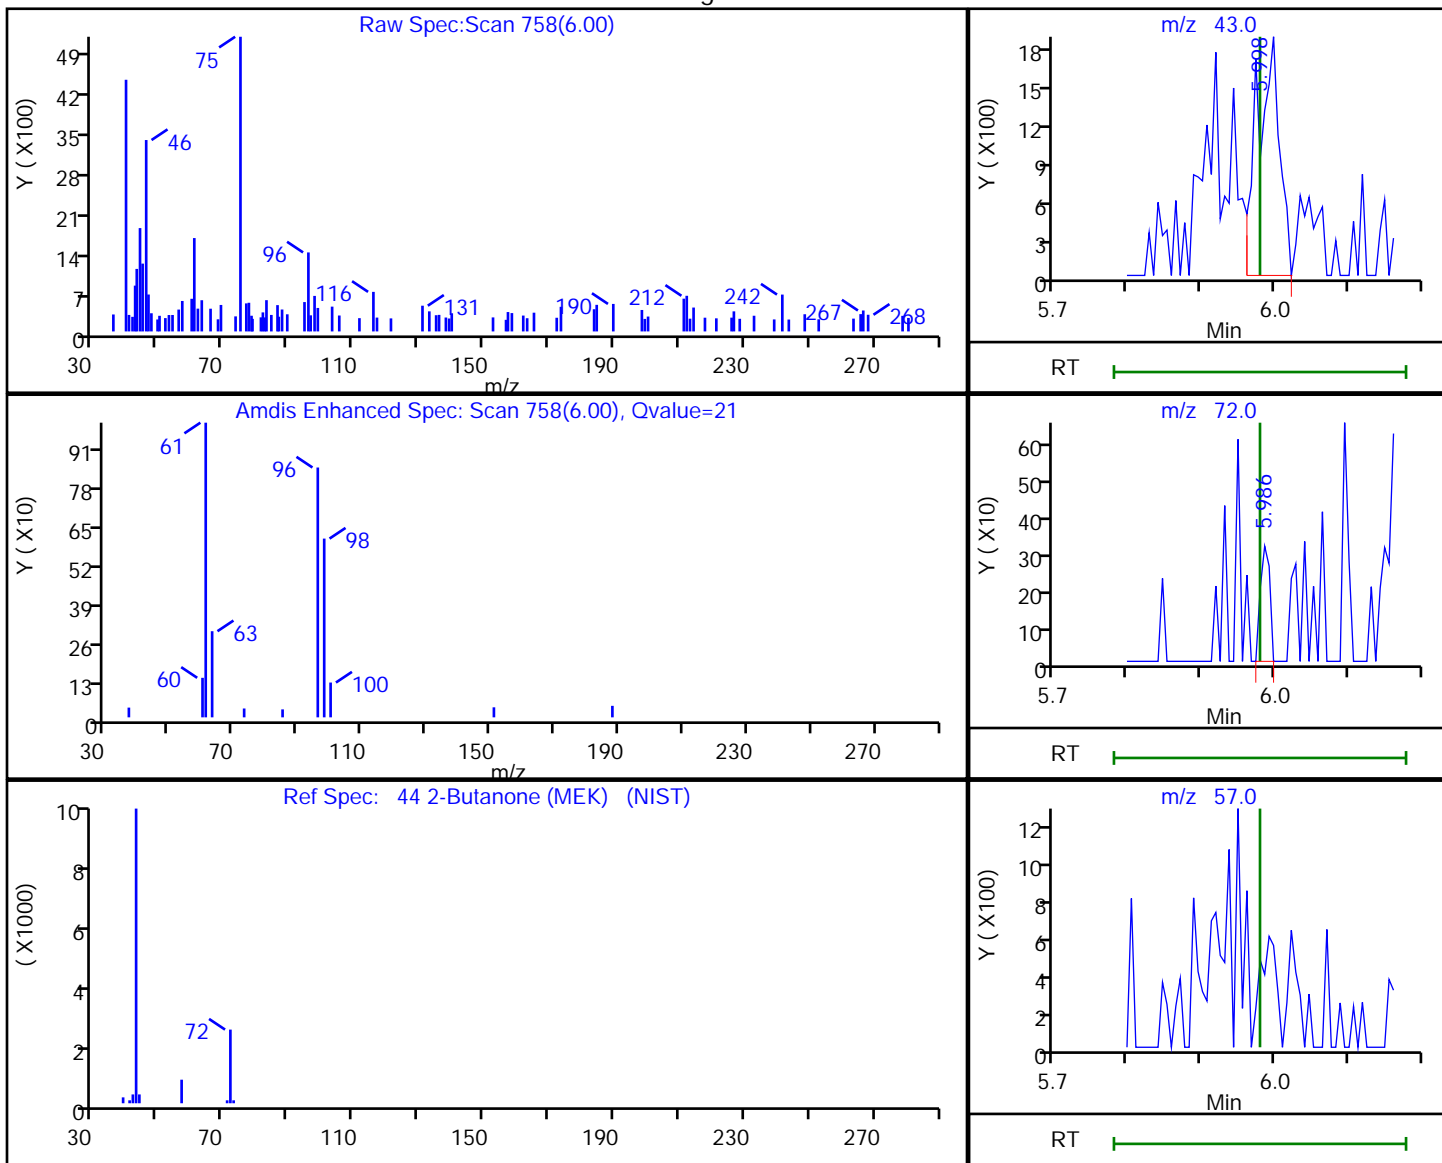 Raw Spec:Scan 758(6.00)
Y ( X100)
49
42
35
28
21
14
7
0
75
46
96
116
131
190
212
242
267
268
30 70 110 150 190 230 270
m/z
m/z 43.0
Y ( X100)
18
15
12
9
6
3
0
5.998
5.7 6.0
Min
RT
Amdis Enhanced Spec: Scan 758(6.00), Qvalue=21
Y ( X10)
91
78
65
52
39
26
13
0
61
96
98
63
60
100
30 70 110 150 190 230 270
m/z
m/z 72.0
Y ( X10)
60
50
40
30
20
10
0
5.986
5.7 6.0
Min
RT
Ref Spec: 44 2-Butanone (MEK) (NIST)
( X1000)
10
8
6
4
2
0
72
30 70 110 150 190 230 270
m/z 57.0
Y ( X100)
12
10
8
6
4
2
0
5.7 6.0
Min
RT